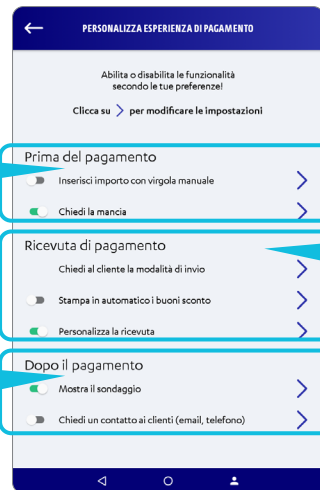 PERSONALIZZA ESPERIENZA DI PAGAMENTO
Abilita o disabilita le funzionalità
secondo le tue preferenze!
Clicca su > per modificare le impostazioni
Prima del pagamento
Inserisci importo con virgola manuale
Chiedi la mancia
Ricevuta di pagamento
Chiedi al cliente la modalità di invio
Stampa in automatico i buoni sconto
Personalizza la ricevuta
Dopo il pagamento
Mostra il sondaggio
Chiedi un contatto ai clienti (email, telefono)